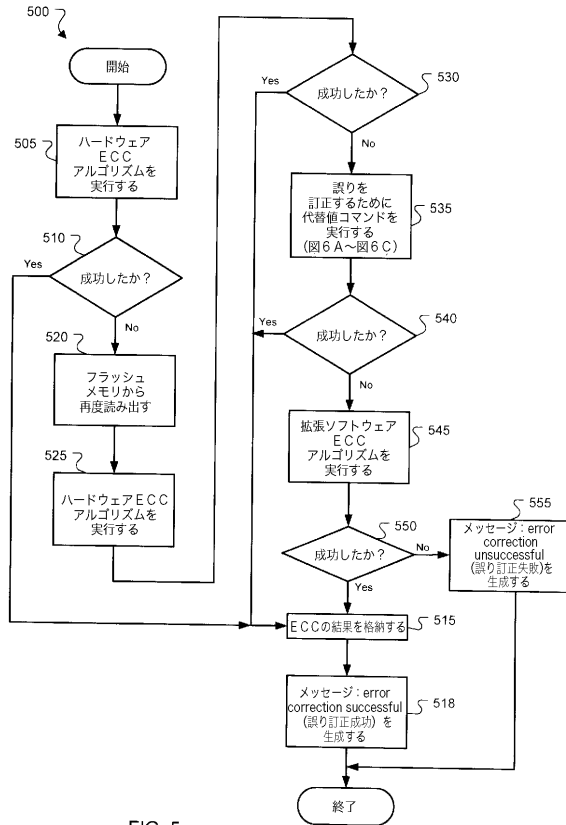 500
開始
505
ハードウェア
ECC
アルゴリズムを
実行する
510
Yes
成功したか?
No
520
フラッシュ
メモリから
再度読み出す
525
ハードウェアECC
アルゴリズムを
実行する
530
Yes
成功したか?
No
誤りを
訂正するために
代替値コマンドを
実行する
(図6A~図6C)
535
540
Yes
成功したか?
No
拡張ソフトウェア
ECC
アルゴリズムを
実行する
545
550
成功したか?
No
Yes
555
メッセージ:error
correction
unsuccessful
(誤り訂正失敗)を
生成する
ECCの結果を格納する
515
メッセージ:error
correction successful
(誤り訂正成功)を
生成する
518
終了
FIG. 5